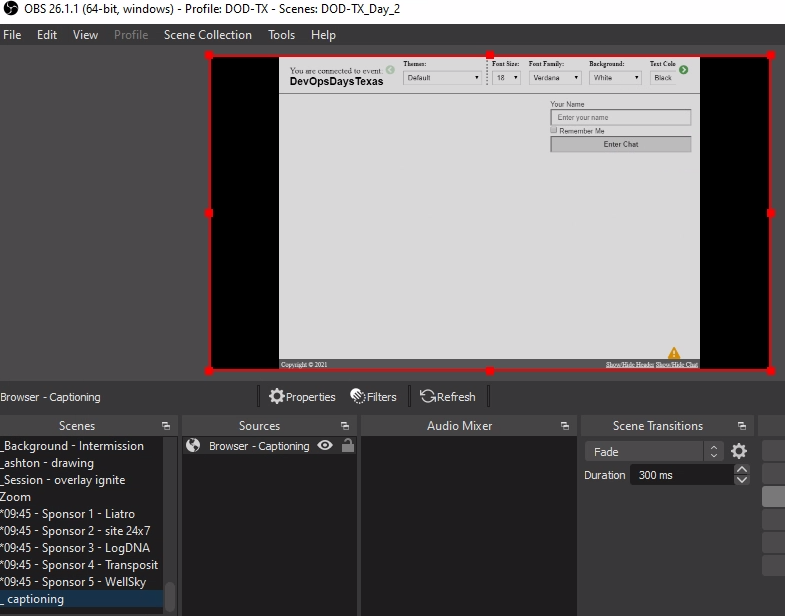 OBS 26.1.1 (64-bit, windows) - Profile: DOD-TX - Scenes: DOD-TX_Day_2
File Edit View Profile Scene Collection Tools Help
You are connected to event:
DevOpsDaysTexas
Themes: Font Size: Font Family: Background: Text Colo
Default 18 Verdana White Black
Your Name
Enter your name
Remember Me
Enter Chat
Copyright © 2021 Show/Hide Header Show/Hide Chat
Browser - Captioning Properties Filters Refresh
Scenes Sources Audio Mixer Scene Transitions
_Background - Intermission
_ashton - drawing
_Session - overlay ignite
Zoom
*09:45 - Sponsor 1 - Liatro
*09:45 - Sponsor 2 - site 24x7
*09:45 - Sponsor 3 - LogDNA
*09:45 - Sponsor 4 - Transposit
*09:45 - Sponsor 5 - WellSky
_ captioning
Browser - Captioning
Fade
Duration 300 ms